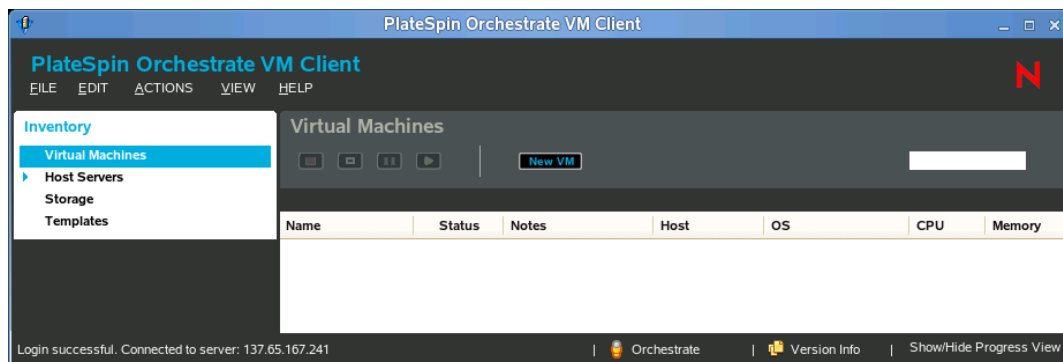 PlateSpin Orchestrate VM Client
PlateSpin Orchestrate VM Client
N
FILE EDIT ACTIONS VIEW HELP
Inventory
Virtual Machines
Host Servers
Storage
Templates
Virtual Machines
New VM
Name Status Notes Host OS CPU Memory
Login successful. Connected to server: 137.65.167.241 | Orchestrate | Version Info | Show/Hide Progress View